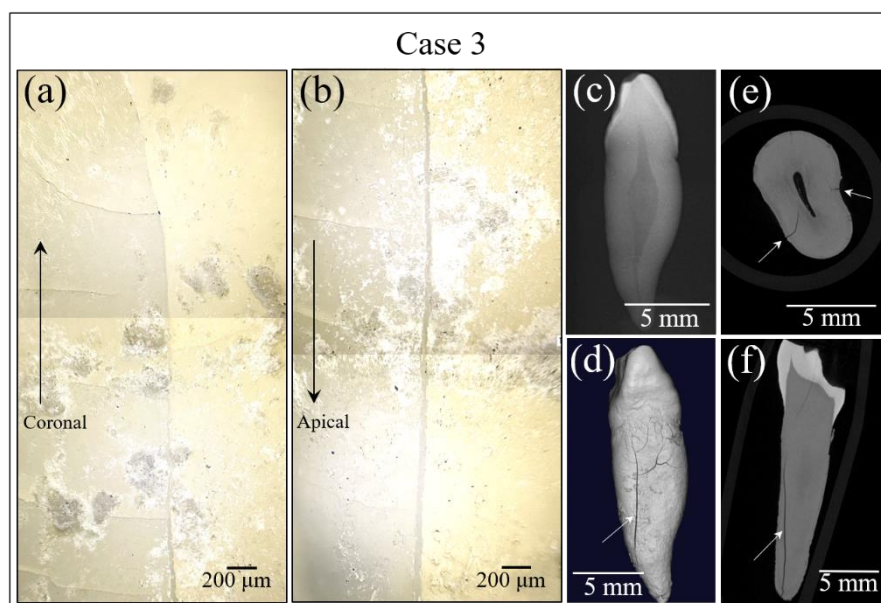 Case 3
(a)
Coronal
200 μm
(b)
Apical
200 μm
(c)
5 mm
(d)
5 mm
(e)
5 mm
(f)
5 mm